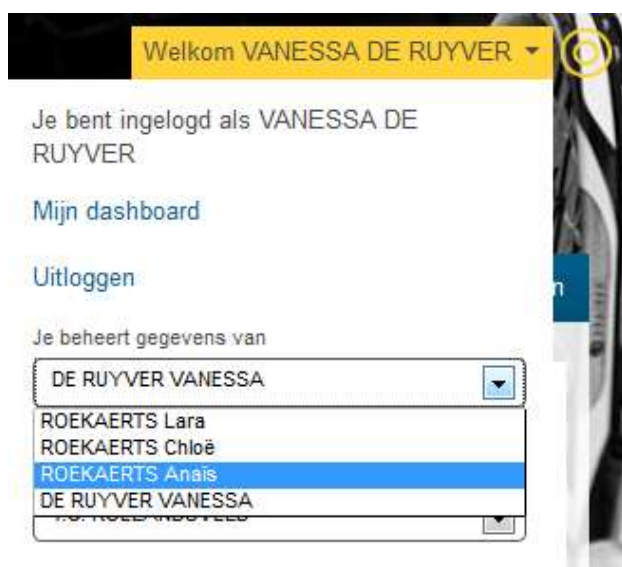 Welkom VANESSA DE RUYVER
Je bent ingelogd als VANESSA DE
RUYVER
Mijn dashboard
Uitloggen
n
Je beheert gegevens van
DE RUYVER VANESSA
ROEKAERTS Lara
ROEKAERTS Chloë
ROEKAERTS Anaïs
DE RUYVER VANESSA